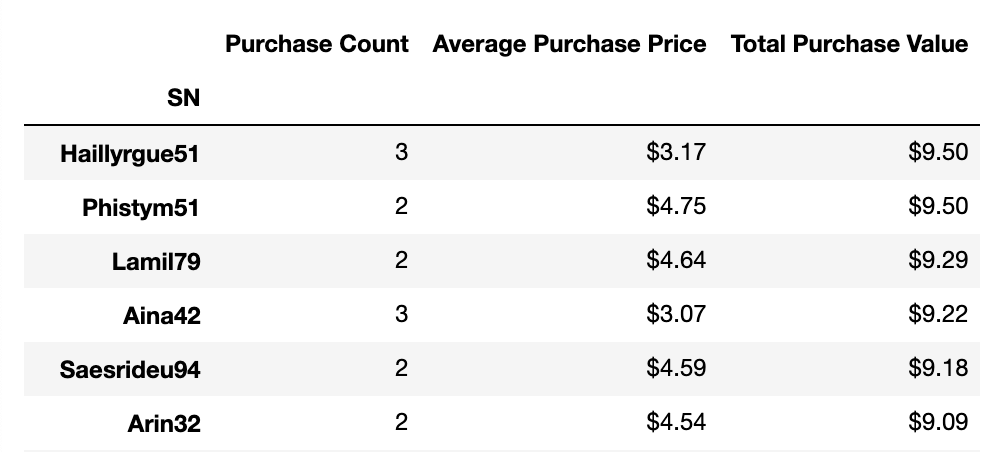 Purchase Count Average Purchase Price Total Purchase Value
SN
Haillyrgue51 3 $3.17 $9.50
Phistym51 2 $4.75 $9.50
Lamil79 2 $4.64 $9.29
Aina42 3 $3.07 $9.22
Saesrideu94 2 $4.59 $9.18
Arin32 2 $4.54 $9.09